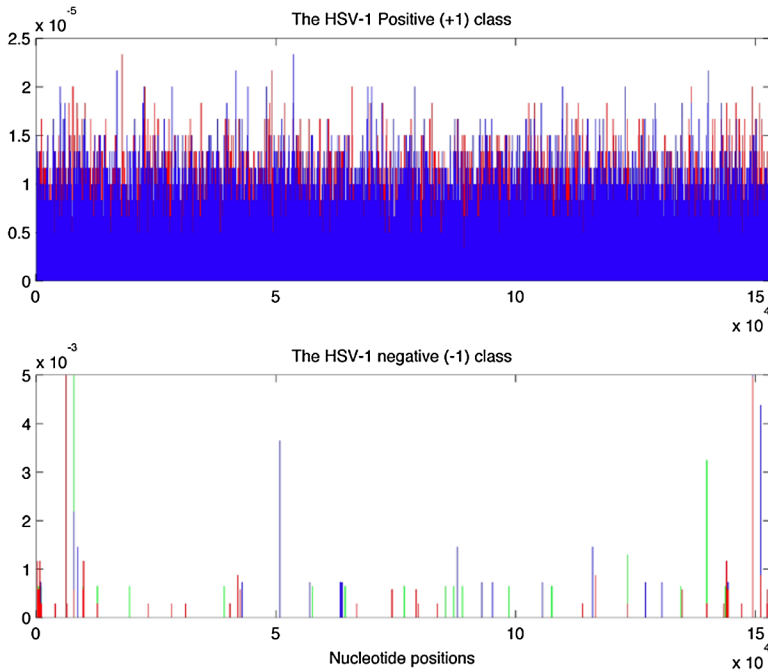 x 10^-5
The HSV-1 Positive (+1) class
2.5
2
1.5
1
0.5
0
0 5 10 15
x 10^4
x 10^-3
The HSV-1 negative (-1) class
5
4
3
2
1
0
0 5 10 15
Nucleotide positions
x 10^4